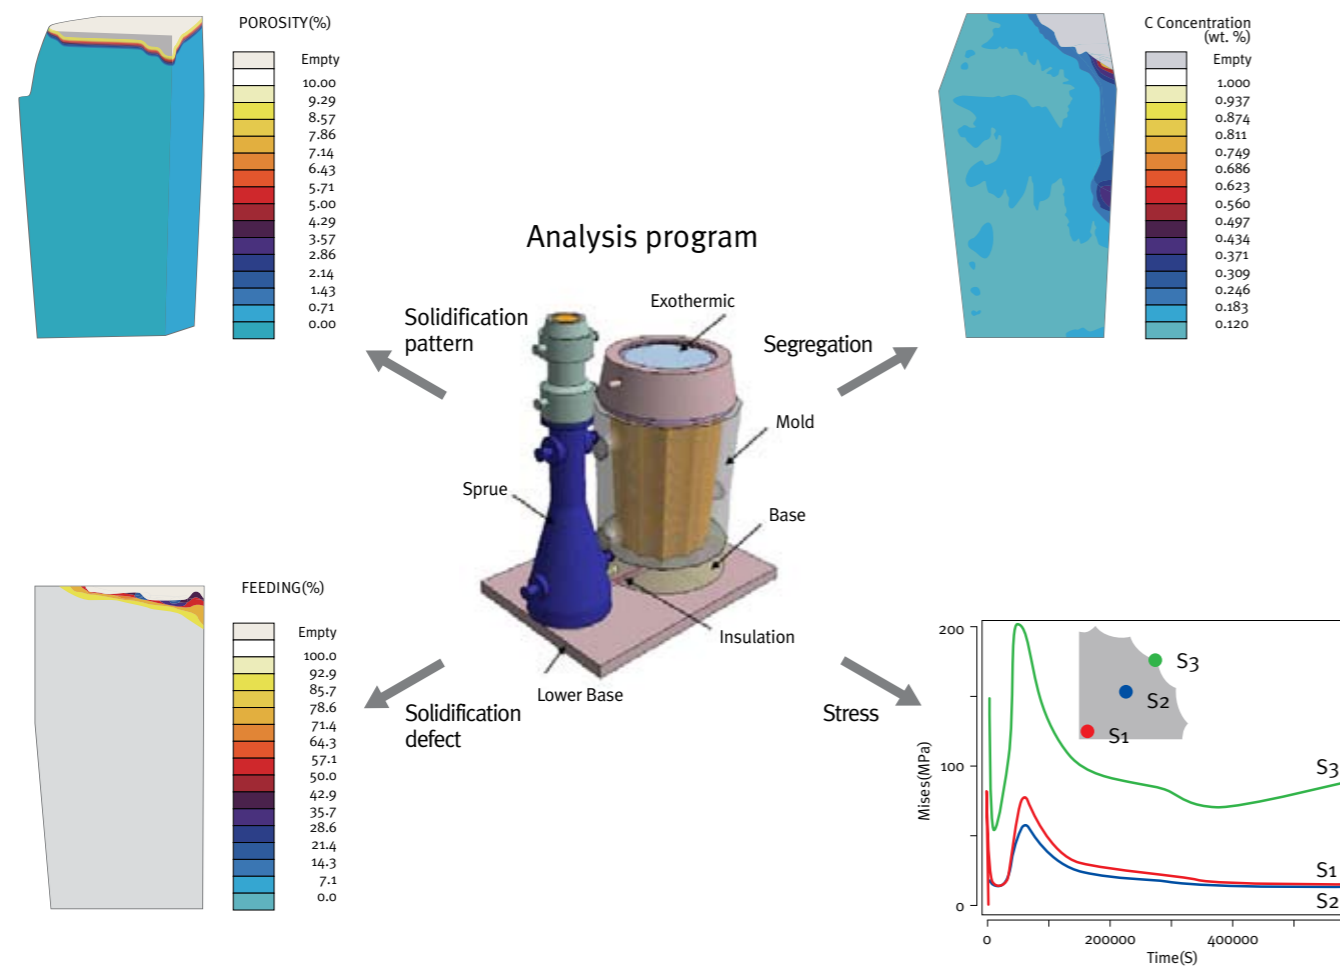 POROSITY(%)
Empty
10.00
9.29
8.57
7.86
7.14
6.43
5.71
5.00
4.29
3.57
2.86
2.14
1.43
0.71
0.00
C Concentration
(wt. %)
Empty
1.000
0.937
0.874
0.811
0.749
0.686
0.623
0.560
0.497
0.434
0.371
0.309
0.246
0.183
0.120
Analysis program
Solidification
pattern
Segregation
Exothermic
Mold
Sprue
Base
Insulation
Lower Base
Solidification
defect
Stress
FEEDING(%)
Empty
100.0
92.9
85.7
78.6
71.4
64.3
57.1
50.0
42.9
35.7
28.6
21.4
14.3
7.1
0.0
200
100
0
Mises(MPa)
S3
S2
S1
S3
S1
S2
0
200000
400000
Time(S)